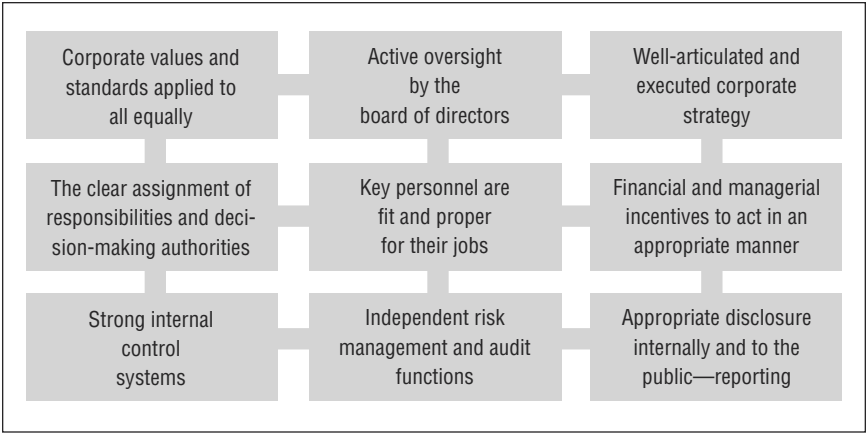 Corporate values and
standards applied to
all equally
Active oversight
by the
board of directors
Well-articulated and
executed corporate
strategy
The clear assignment of
responsibilities and deci-
sion-making authorities
Key personnel are
fit and proper
for their jobs
Financial and managerial
incentives to act in an
appropriate manner
Strong internal
control
systems
Independent risk
management and audit
functions
Appropriate disclosure
internally and to the
public—reporting